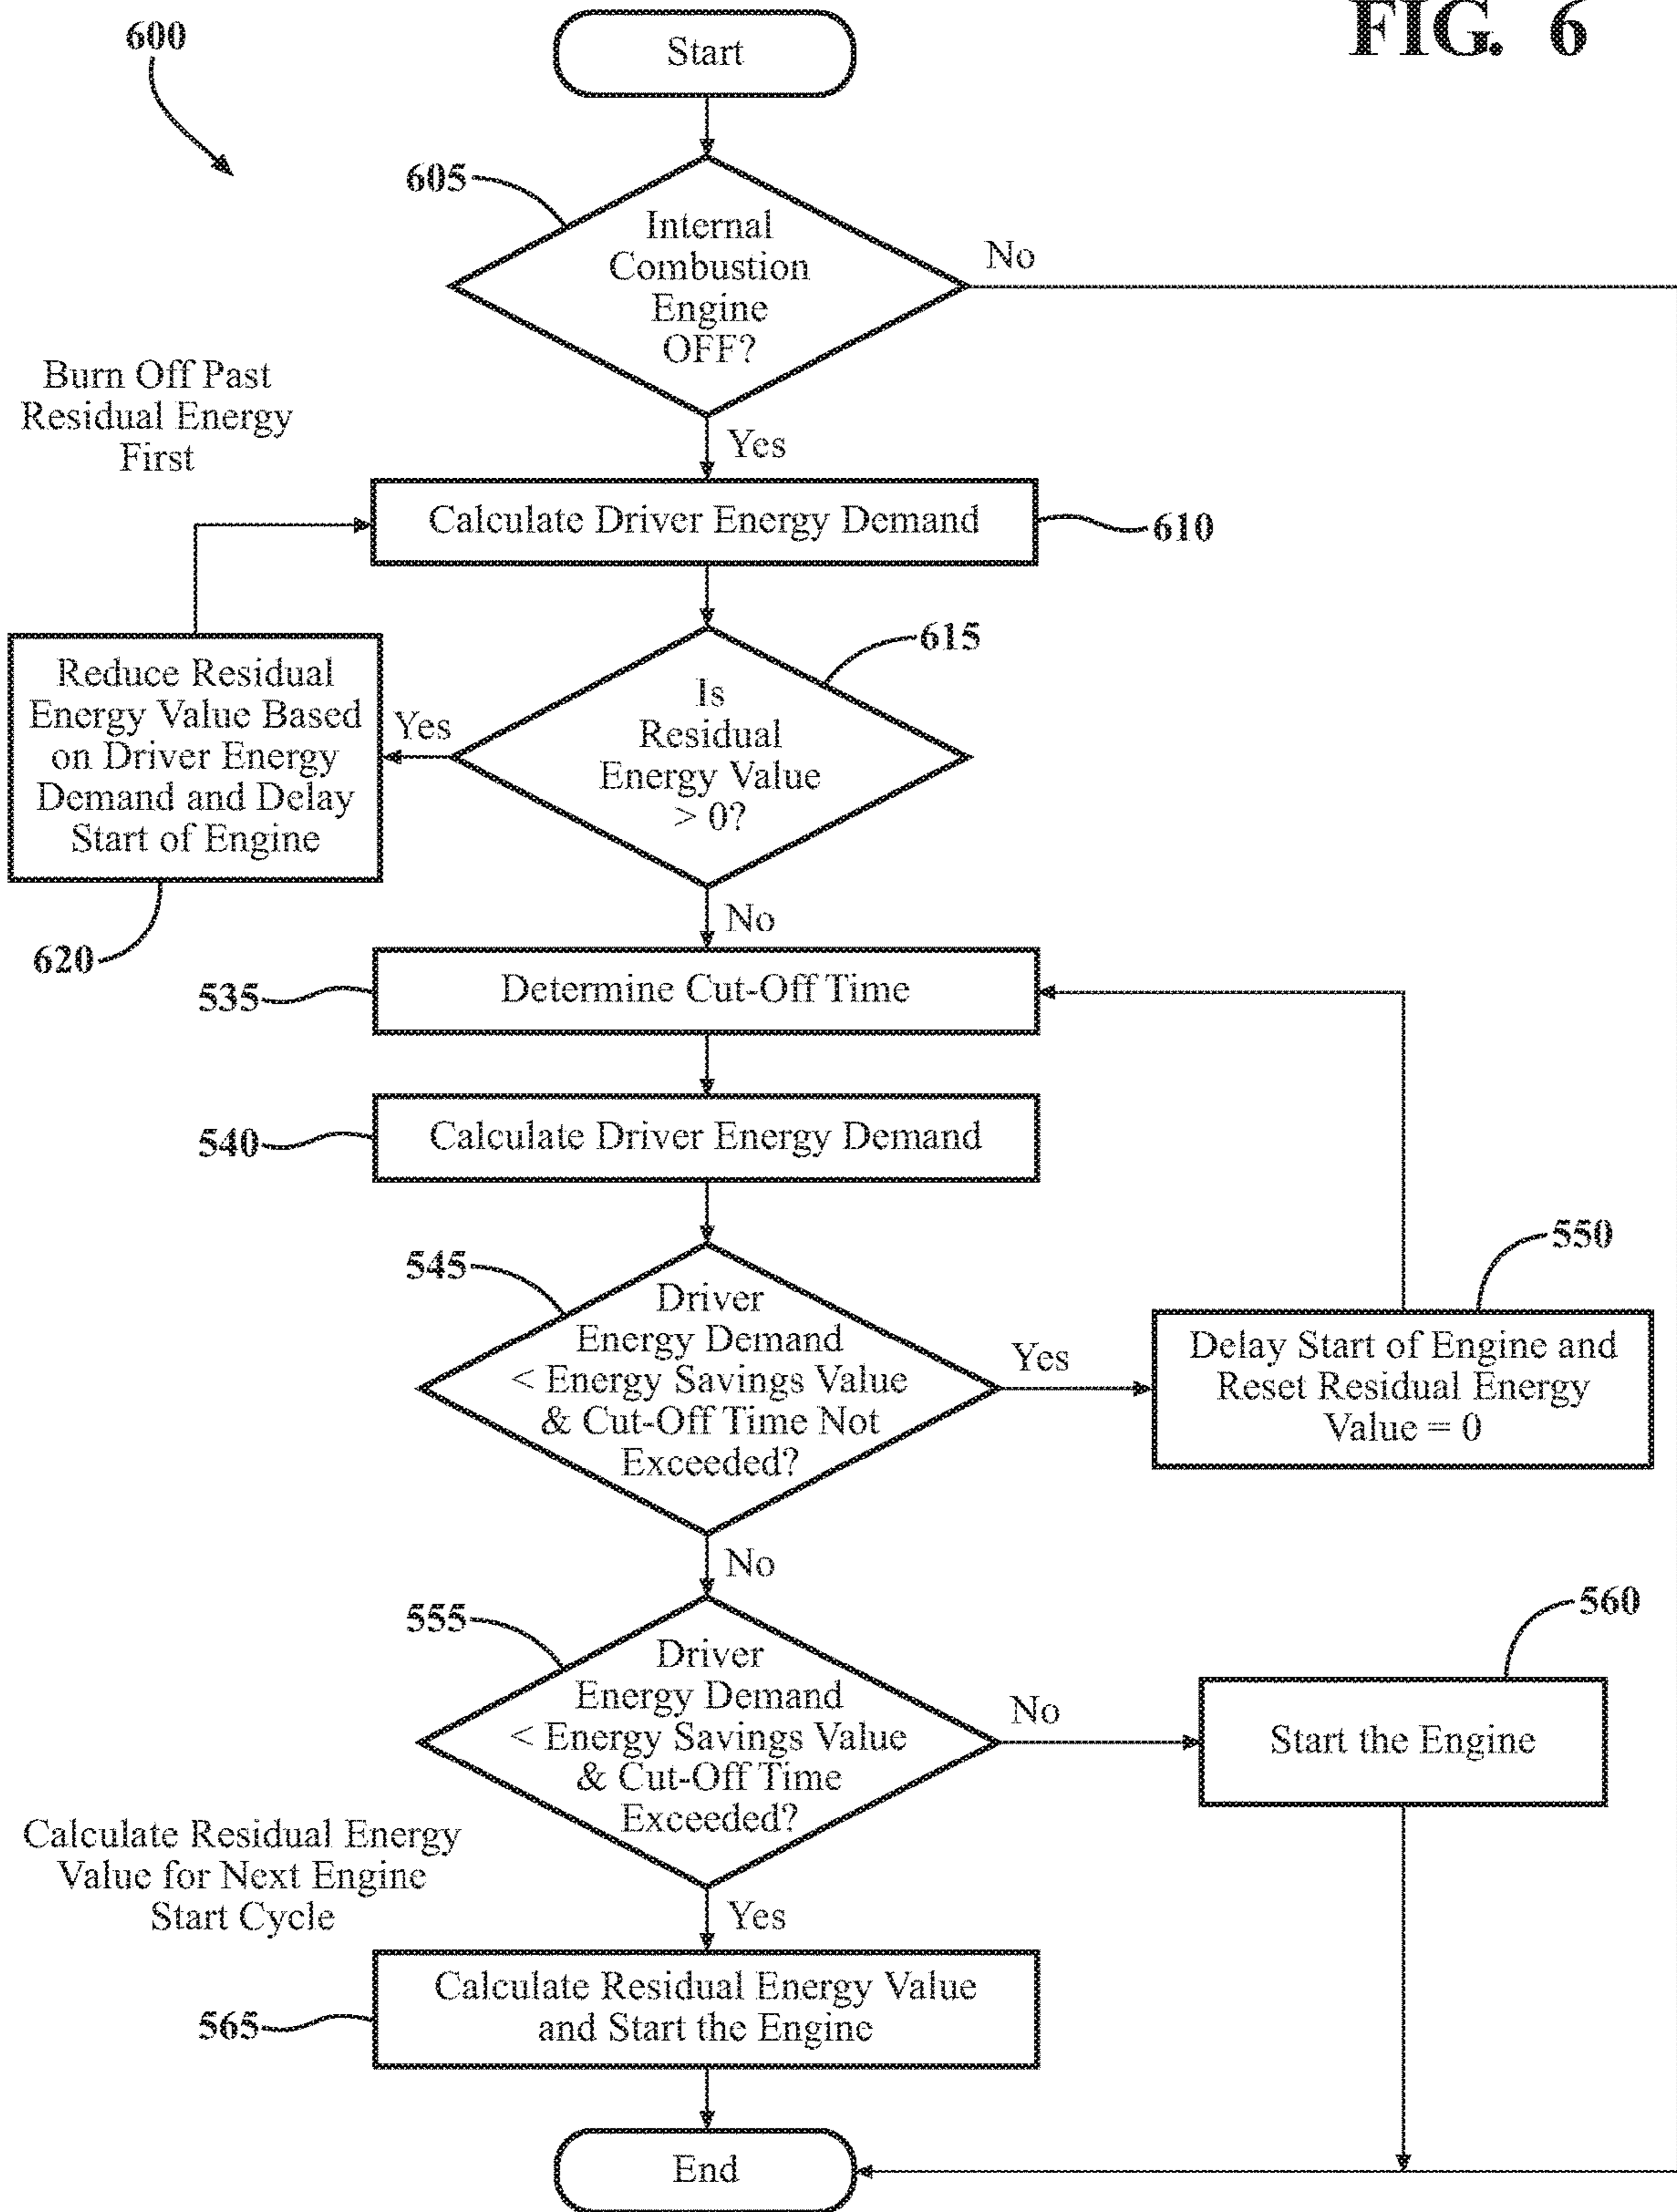 FIG. 6
600
Start
605
Internal
Combustion
Engine
OFF?
No
Yes
Burn Off Past
Residual Energy
First
Calculate Driver Energy Demand
610
615
Is
Residual
Energy Value
> 0?
Yes
Reduce Residual
Energy Value Based
on Driver Energy
Demand and Delay
Start of Engine
620
No
535
Determine Cut-Off Time
540
Calculate Driver Energy Demand
545
Driver
Energy Demand
< Energy Savings Value
& Cut-Off Time Not
Exceeded?
Yes
550
Delay Start of Engine and
Reset Residual Energy
Value = 0
No
555
Driver
Energy Demand
< Energy Savings Value
& Cut-Off Time
Exceeded?
No
560
Start the Engine
Calculate Residual Energy
Value for Next Engine
Start Cycle
Yes
565
Calculate Residual Energy Value
and Start the Engine
End